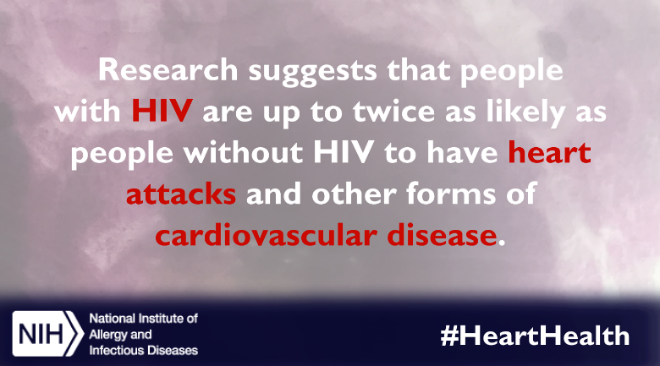 Research suggests that people
with HIV are up to twice as likely as
people without HIV to have heart
attacks and other forms of
cardiovascular disease.
NIH
National Institute of
Allergy and
Infectious Diseases
#HeartHealth